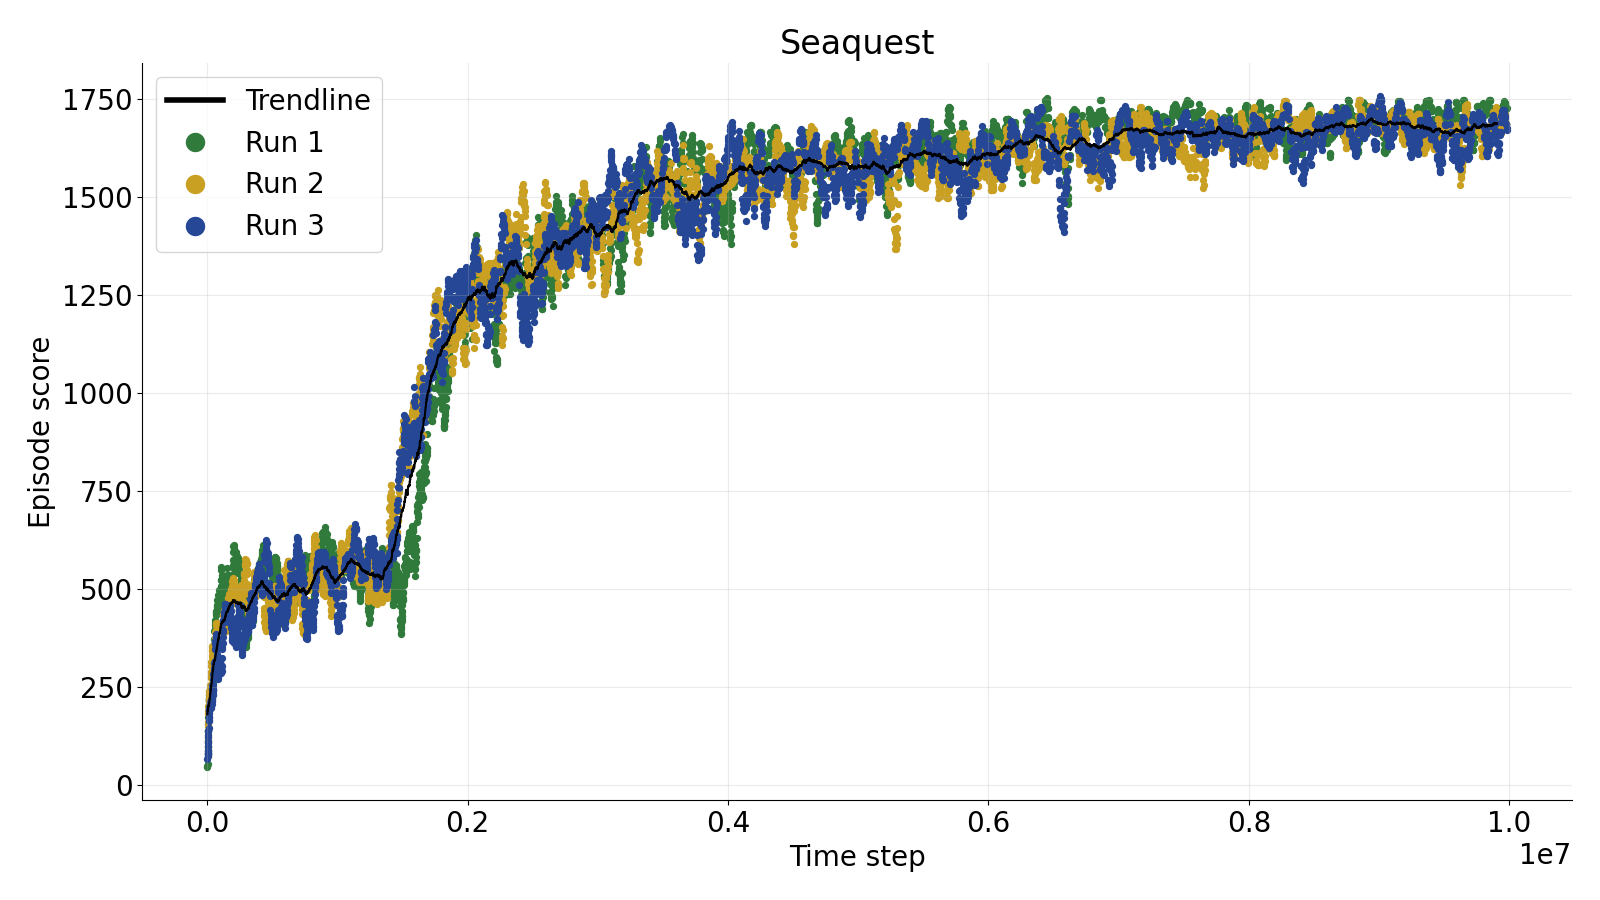 Seaquest
Trendline
Run 1
Run 2
Run 3
Episode score
1750
1500
1250
1000
750
500
250
0
0.0 0.2 0.4 0.6 0.8 1.0
1e7
Time step